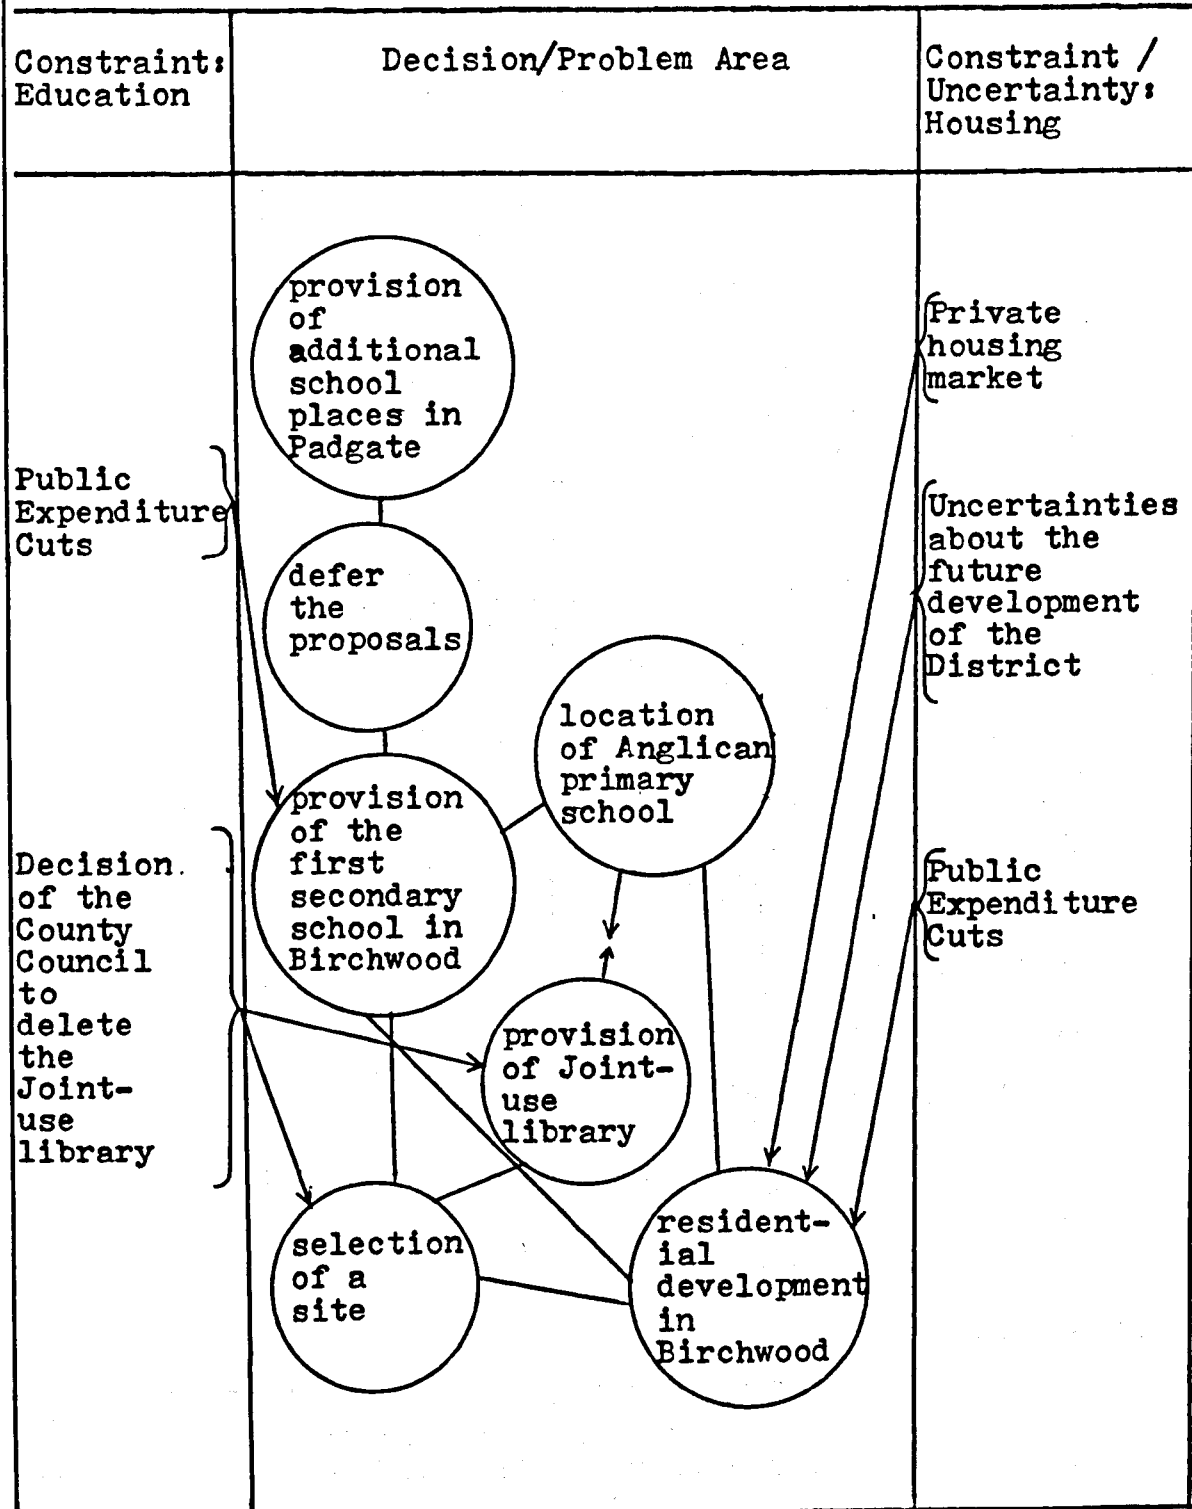 Constraint:
Education
Decision/Problem Area
Constraint /
Uncertainty:
Housing
provision
of
additional
school
places in
Padgate
Private
housing
market
Public
Expenditure
Cuts
Uncertainties
about the
future
development
of the
District
defer
the
proposals
location
of Anglican
primary
school
provision
of the
first
secondary
school in
Birchwood
Decision
of the
County
Council
to
delete
the
Joint-
use
library
Public
Expenditure
Cuts
provision
of Joint-
use
library
selection
of a
site
resident-
ial
development
in
Birchwood